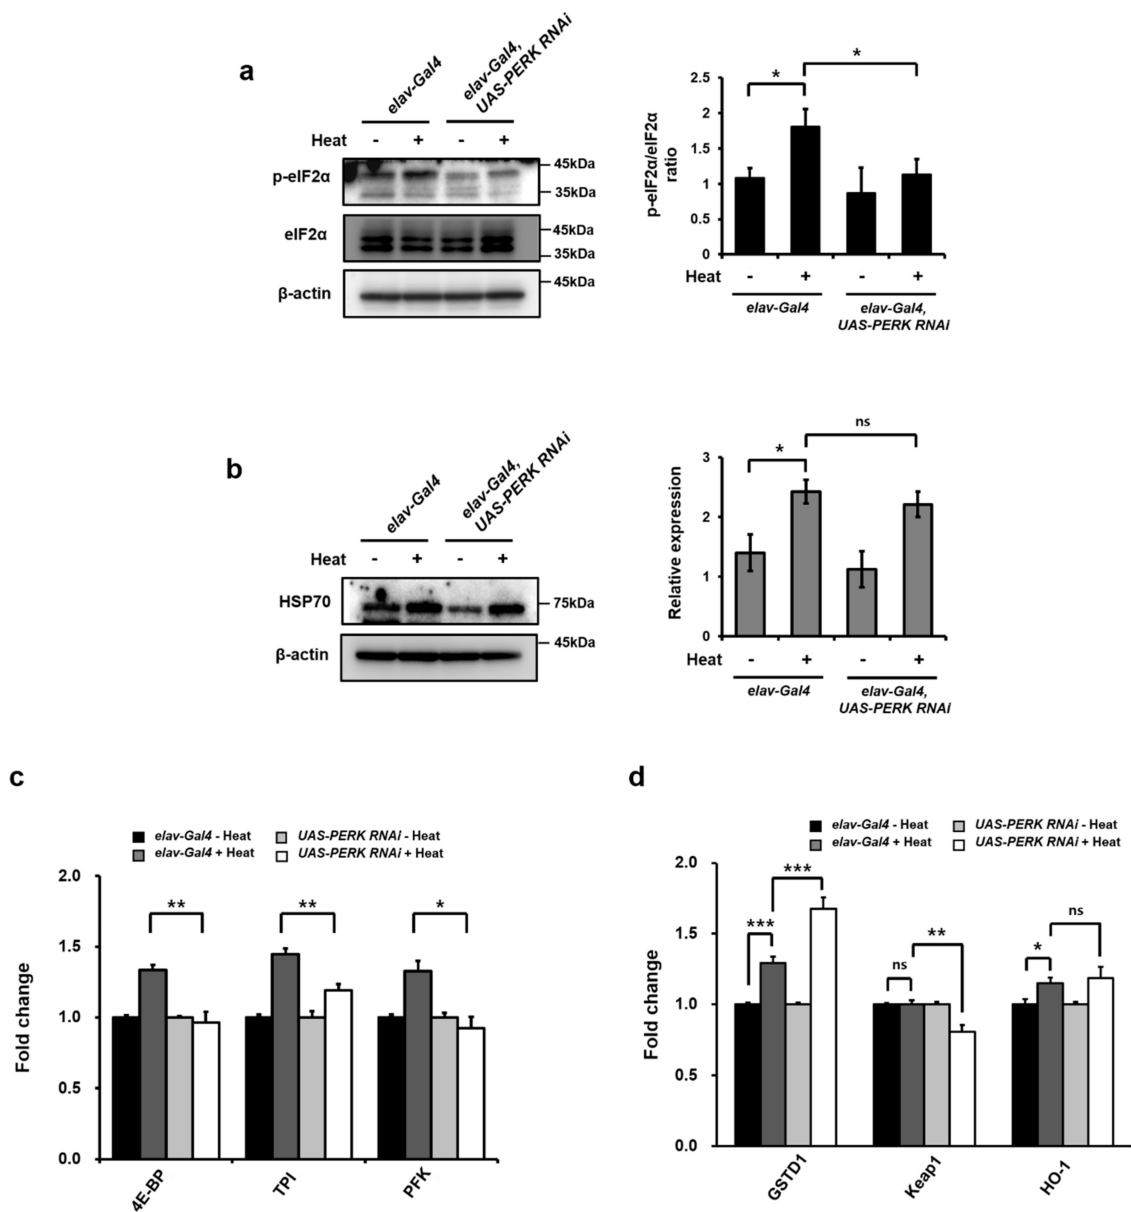 a
elav-Gal4
elav-Gal4,
UAS-PERK RNAi
Heat - + - +
p-eIF2α
45kDa
35kDa
eIF2α
45kDa
35kDa
β-actin
45kDa
p-eIF2α/eIF2α
ratio
2.5
2
1.5
1
0.5
0
*
*
Heat - + - +
elav-Gal4
elav-Gal4,
UAS-PERK RNAi
b
elav-Gal4
elav-Gal4,
UAS-PERK RNAi
Heat - + - +
HSP70
75kDa
β-actin
45kDa
Relative expression
3
2
1
0
*
ns
Heat - + - +
elav-Gal4
elav-Gal4,
UAS-PERK RNAi
c
elav-Gal4 - Heat
UAS-PERK RNAi - Heat
elav-Gal4 + Heat
UAS-PERK RNAi + Heat
Fold change
2.0
1.5
1.0
0.5
0.0
**
**
*
4E-BP
TPI
PFK
d
elav-Gal4 - Heat
UAS-PERK RNAi - Heat
elav-Gal4 + Heat
UAS-PERK RNAi + Heat
Fold change
2.0
1.5
1.0
0.5
0.0
***
***
ns
**
*
ns
GSTD1
Keap1
HO-1